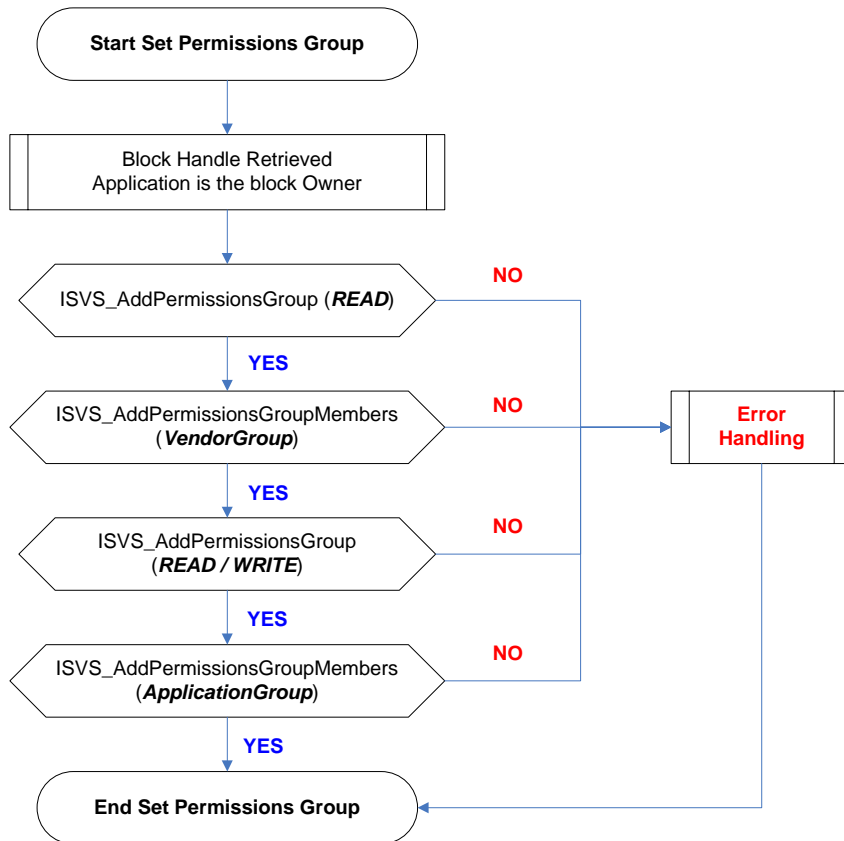 Start Set Permissions Group
Block Handle Retrieved
Application is the block Owner
ISVS_AddPermissionsGroup (READ)
NO
YES
ISVS_AddPermissionsGroupMembers
(VendorGroup)
NO
Error
Handling
YES
ISVS_AddPermissionsGroup
(READ / WRITE)
NO
YES
ISVS_AddPermissionsGroupMembers
(ApplicationGroup)
NO
YES
End Set Permissions Group